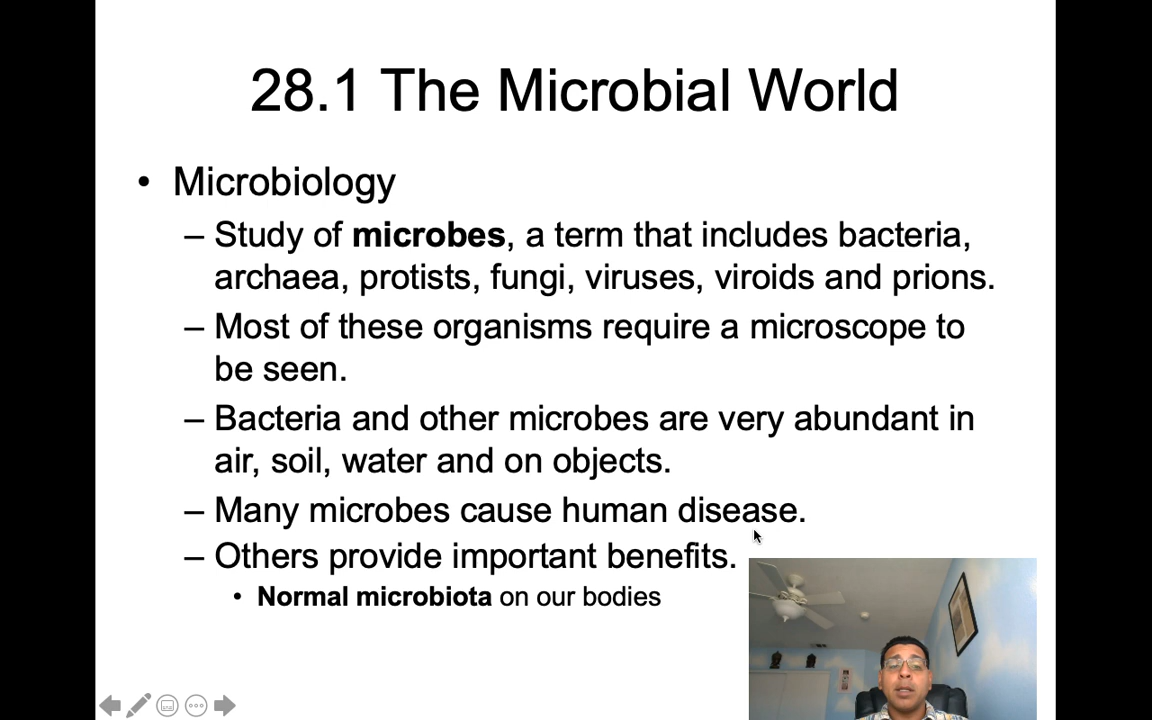 28.1 The Microbial World
• Microbiology
– Study of microbes, a term that includes bacteria,
archaea, protists, fungi, viruses, viroids and prions.
– Most of these organisms require a microscope to
be seen.
– Bacteria and other microbes are very abundant in
air, soil, water and on objects.
– Many microbes cause human disease.
– Others provide important benefits.
• Normal microbiota on our bodies